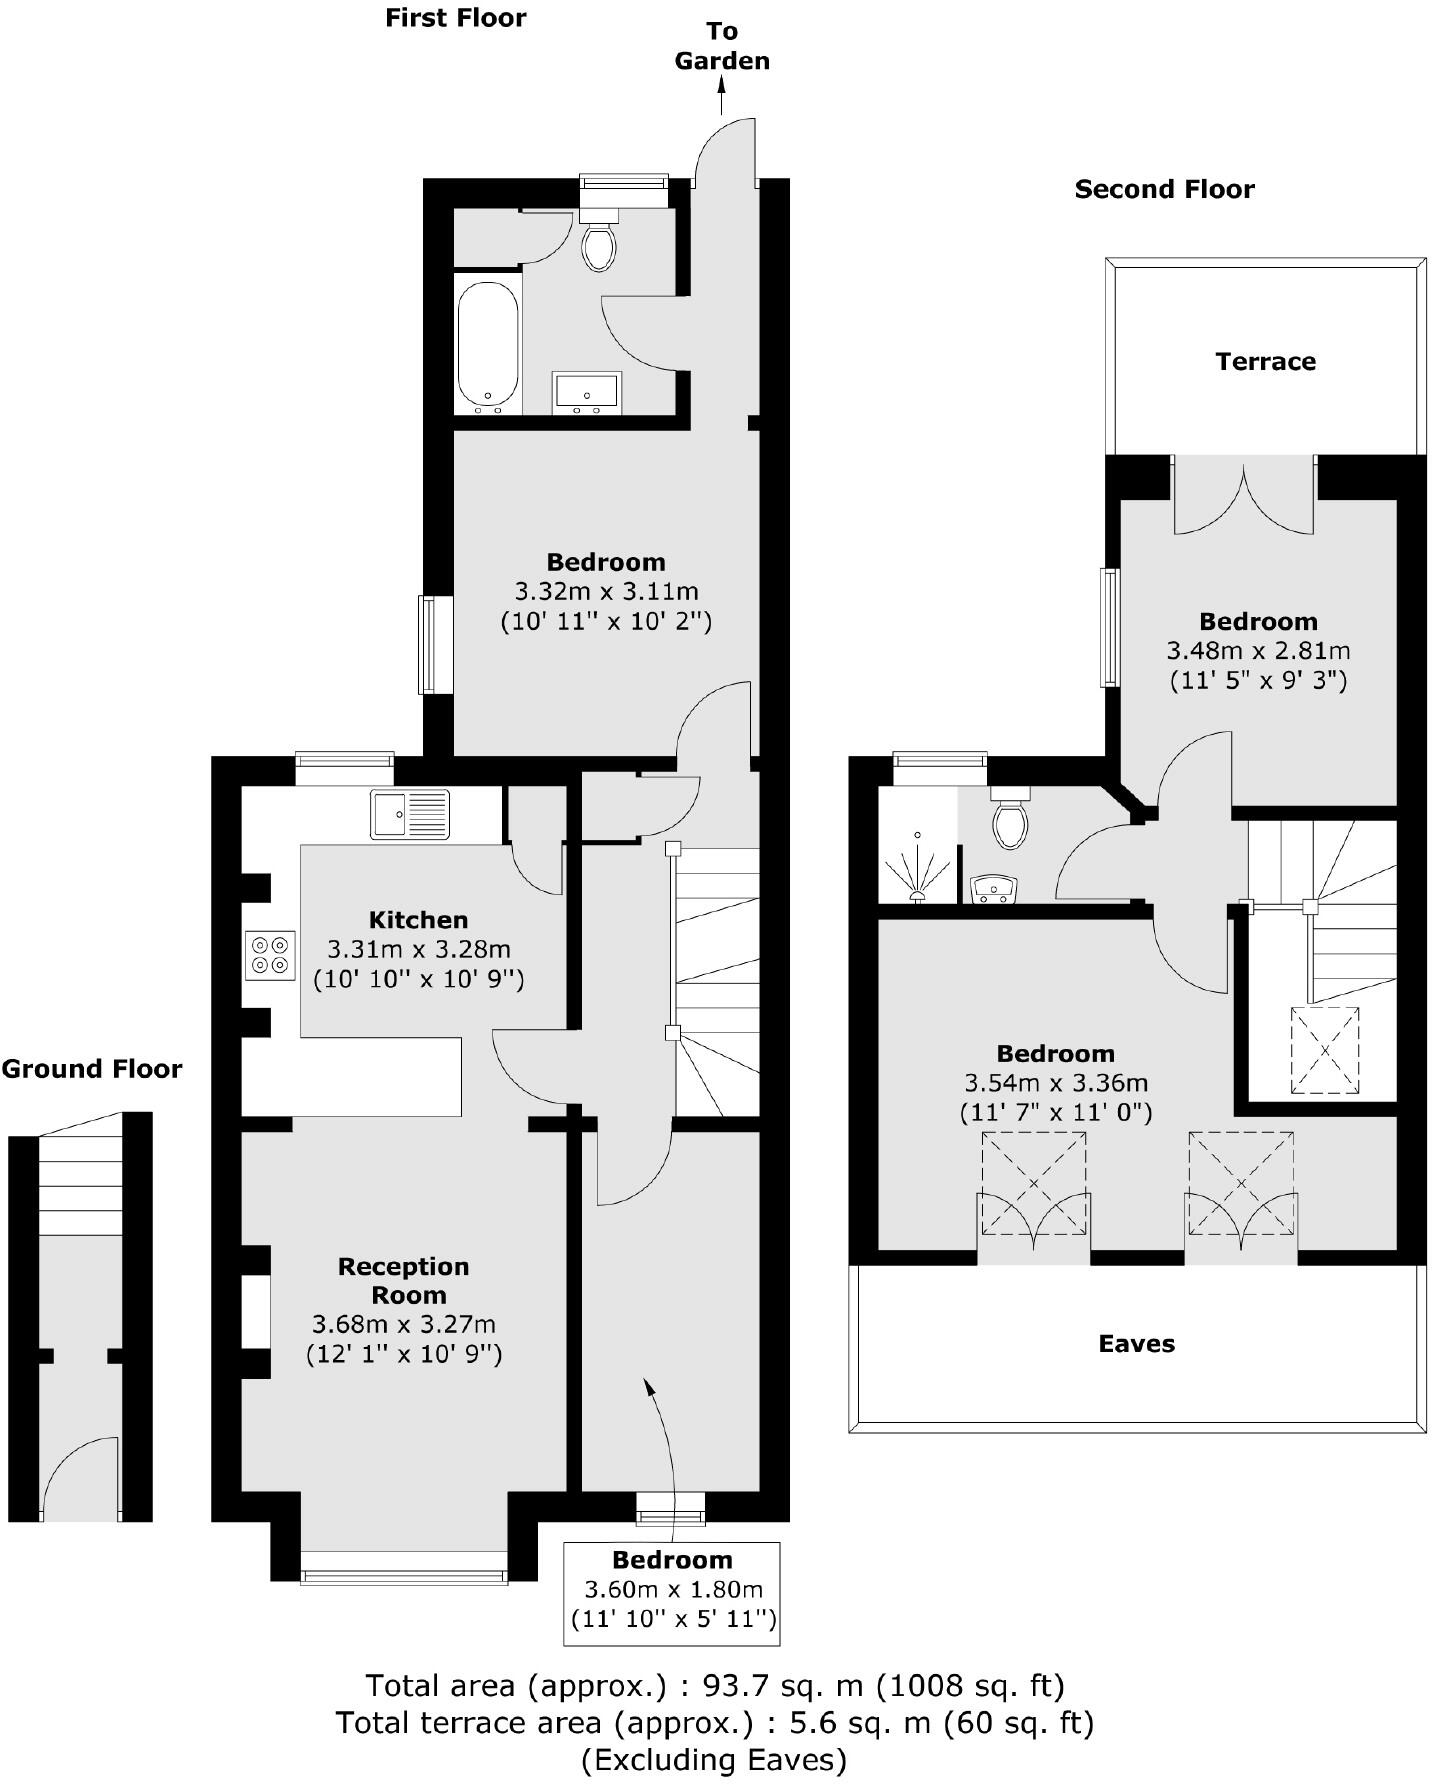 First Floor
To
Garden
Second Floor
Terrace
Bedroom
3.32m x 3.11m
(10' 11'' x 10' 2'')
Bedroom
3.48m x 2.81m
(11' 5" x 9' 3")
Kitchen
3.31m x 3.28m
(10' 10'' x 10' 9'')
Ground Floor
Bedroom
3.54m x 3.36m
(11' 7" x 11' 0")
Reception
Room
3.68m x 3.27m
(12' 1'' x 10' 9'')
Eaves
Bedroom
3.60m x 1.80m
(11' 10'' x 5' 11'')
Total area (approx.) : 93.7 sq. m (1008 sq. ft)
Total terrace area (approx.) : 5.6 sq. m (60 sq. ft)
(Excluding Eaves)